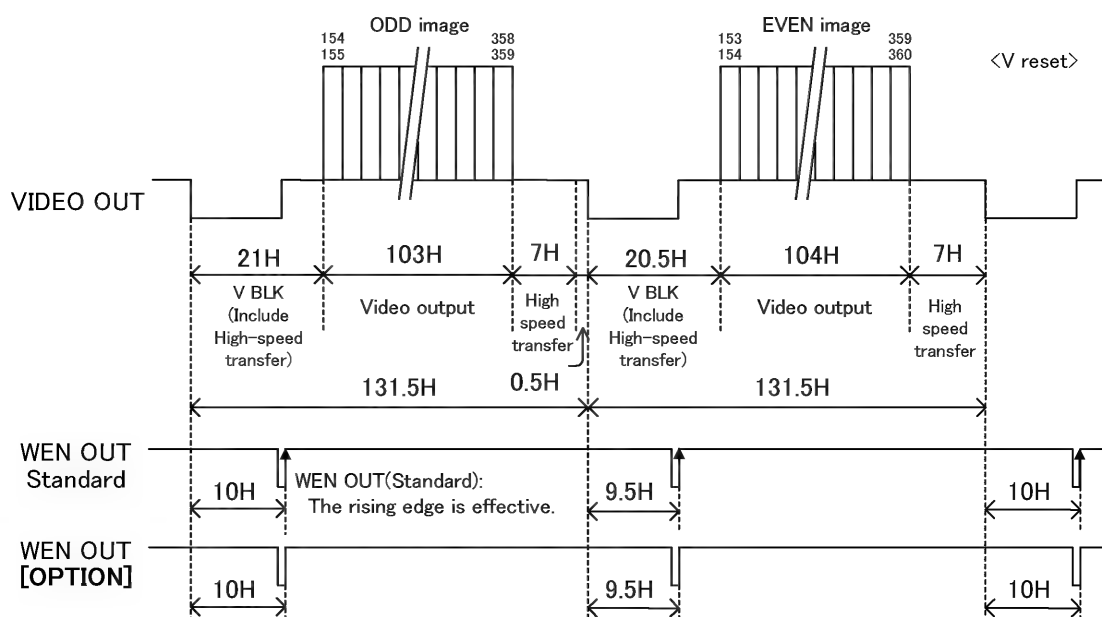 ODD image
EVEN image
<V reset>
154
155
358
359
153
154
359
360
VIDEO OUT
21H
103H
7H
20.5H
104H
7H
V BLK
(Include
High-speed
transfer)
Video output
High
speed
transfer
V BLK
(Include
High-speed
transfer)
Video output
High
speed
transfer
131.5H
0.5H
131.5H
WEN OUT
Standard
WEN OUT(Standard):
The rising edge is effective.
10H
9.5H
10H
WEN OUT
[OPTION]
10H
9.5H
10H